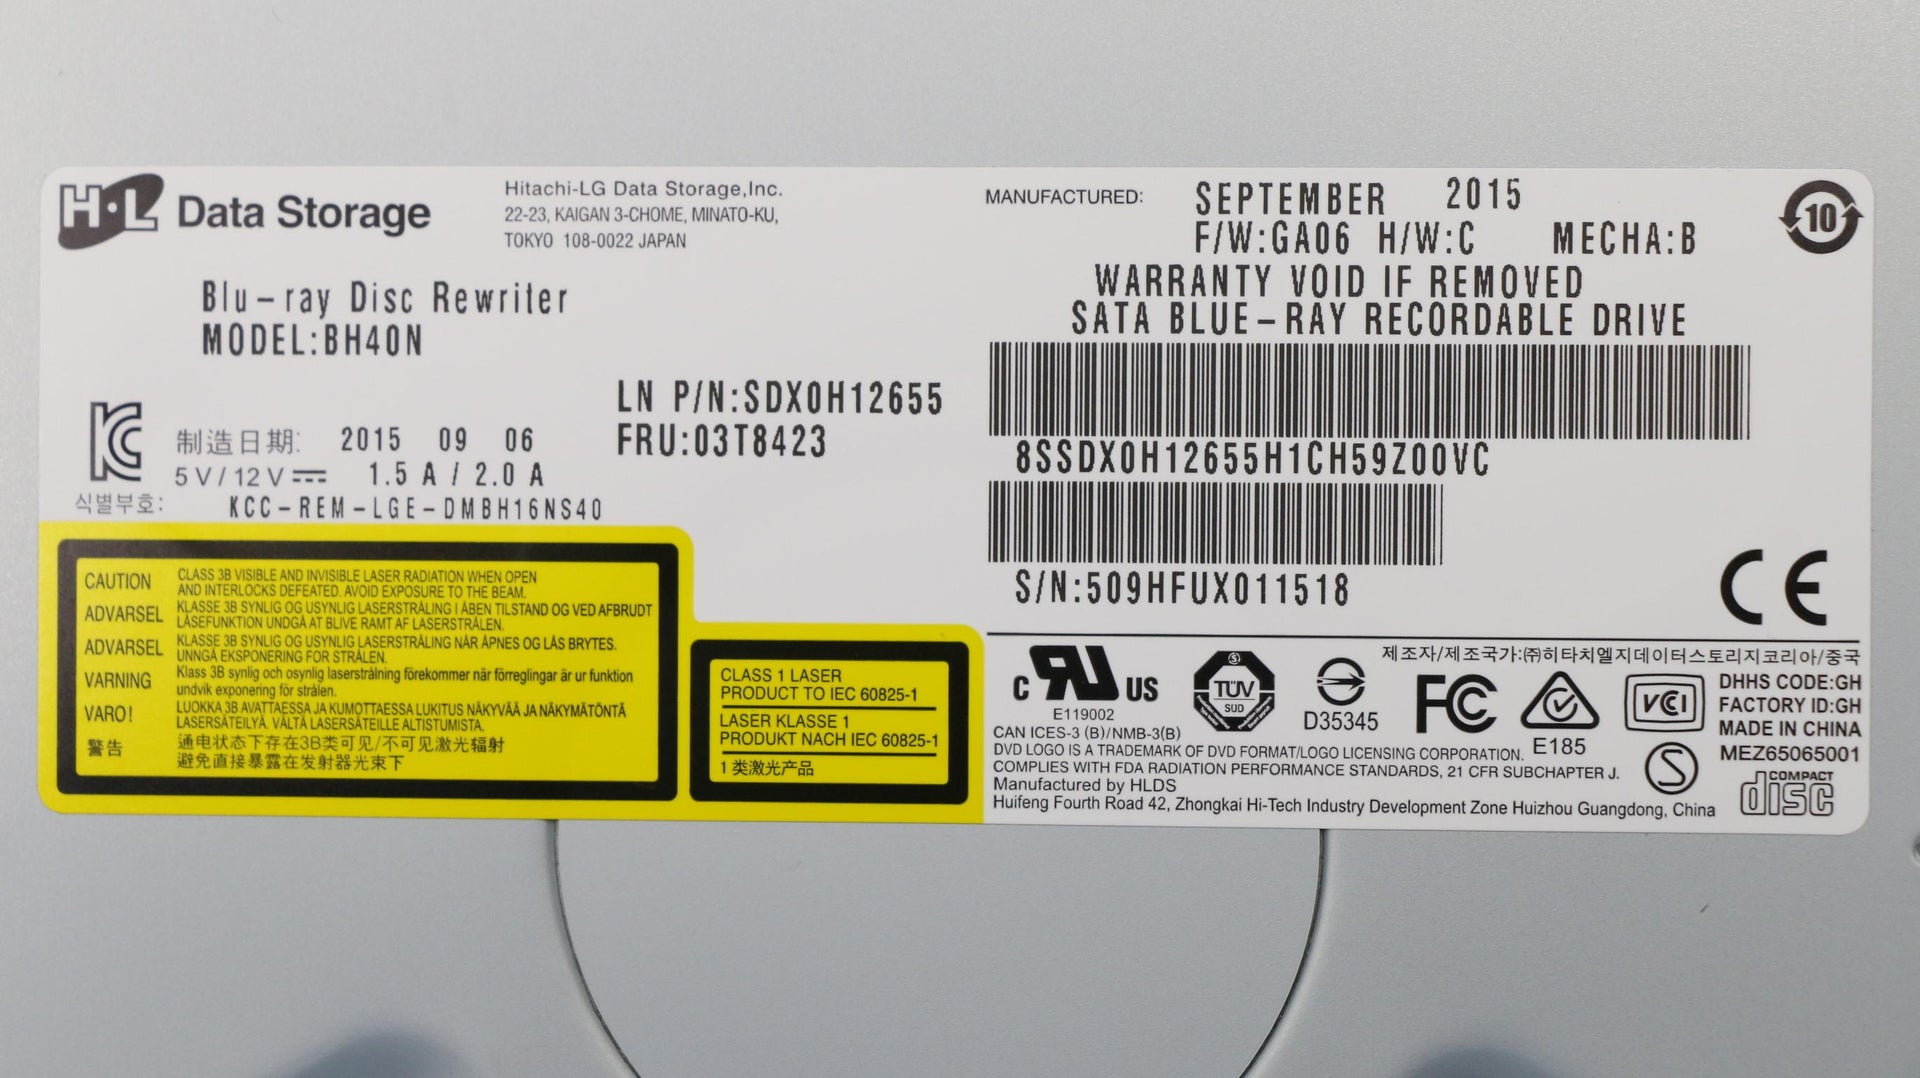 H·L Data Storage
Hitachi-LG Data Storage,Inc.
22-23, KAIGAN 3-CHOME, MINATO-KU,
TOKYO 108-0022 JAPAN
Blu-ray Disc Rewriter
MODEL:BH40N
LN P/N:SDX0H12655
FRU:03T8423
制造日期: 2015 09 06
5 V / 12 V 1.5 A / 2.0 A
식별부호: KCC-REM-LGE-DMBH16NS40
CAUTION CLASS 3B VISIBLE AND INVISIBLE LASER RADIATION WHEN OPEN
AND INTERLOCKS DEFEATED. AVOID EXPOSURE TO THE BEAM.
ADVARSEL KLASSE 3B SYNLIG OG USYNLIG LASERSTRÅLING I ÅBEN TILSTAND OG VED AFBRUDT
LÅSEFUNKTION UNDGÅ AT BLIVE RAMT AF LASERSTRÅLEN.
ADVARSEL KLASSE 3B SYNLIG OG USYNLIG LASERSTRÅLING NÅR ÅPNES OG LÅS BRYTES.
UNNGÅ EKSPONERING FOR STRÅLEN.
VARNING Klass 3B synlig och osynlig laserstrålning förekommer när förreglingar är ur funktion
undvik exponering för strålen.
VARO! LUOKKA 3B AVATTAESSA JA KUMOTTAESSA LUKITUS NÄKYVÄÄ JA NÄKYMÄTÖNTÄ
LASERSÄTEILYÄ. VÄLTÄ LASERSÄTEILLE ALTISTUMISTA.
警告 通电状态下存在3B类可见/不可见激光辐射
避免直接暴露在发射器光束下
CLASS 1 LASER
PRODUCT TO IEC 60825-1
LASER KLASSE 1
PRODUKT NACH IEC 60825-1
1 类激光产品
MANUFACTURED: SEPTEMBER 2015
F/W:GA06 H/W:C MECHA:B
10
WARRANTY VOID IF REMOVED
SATA BLUE-RAY RECORDABLE DRIVE
8SSDX0H12655H1CH59Z00VC
S/N:509HFUX011518
CE
제조자/제조국가:㈜히타치엘지데이터스토리지코리아/중국
C RU US
E119002
TÜV
SUD
D35345
FC
E185
VCI
S
DHHS CODE:GH
FACTORY ID:GH
MADE IN CHINA
MEZ65065001
COMPACT
disc
CAN ICES-3 (B)/NMB-3(B)
DVD LOGO IS A TRADEMARK OF DVD FORMAT/LOGO LICENSING CORPORATION.
COMPLIES WITH FDA RADIATION PERFORMANCE STANDARDS, 21 CFR SUBCHAPTER J.
Manufactured by HLDS
Huifeng Fourth Road 42, Zhongkai Hi-Tech Industry Development Zone Huizhou Guangdong, China